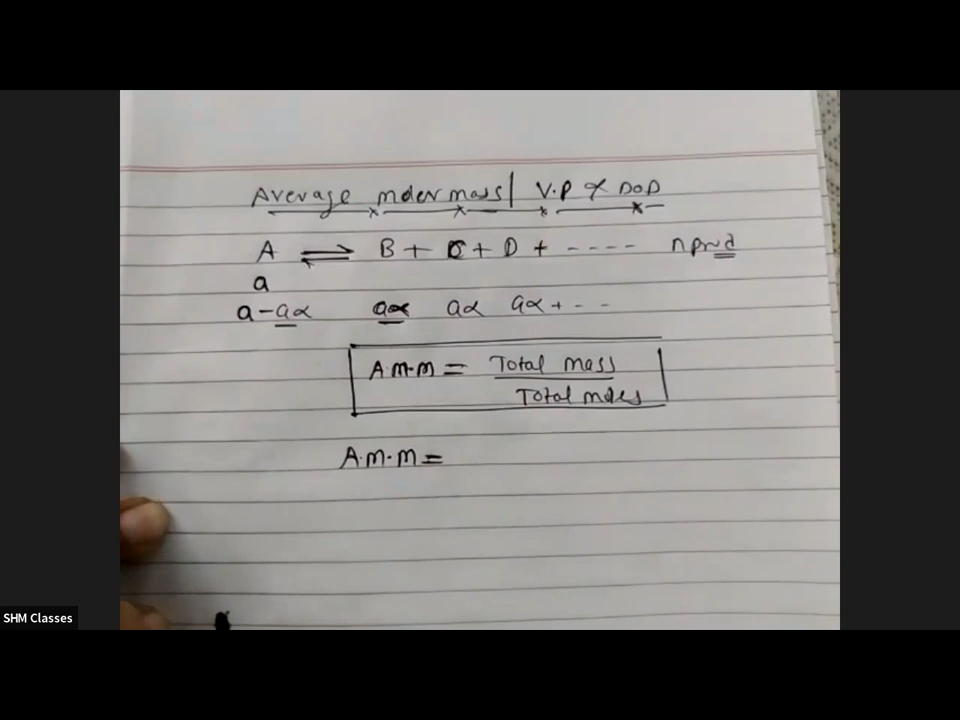 Average molar mass | V.P & DOD
A ⇌ B + C + D + ---- n prod
a
a-aα aα aα aα + - -
A.M.M = Total mass
Total moles
A.M.M =
SHM Classes